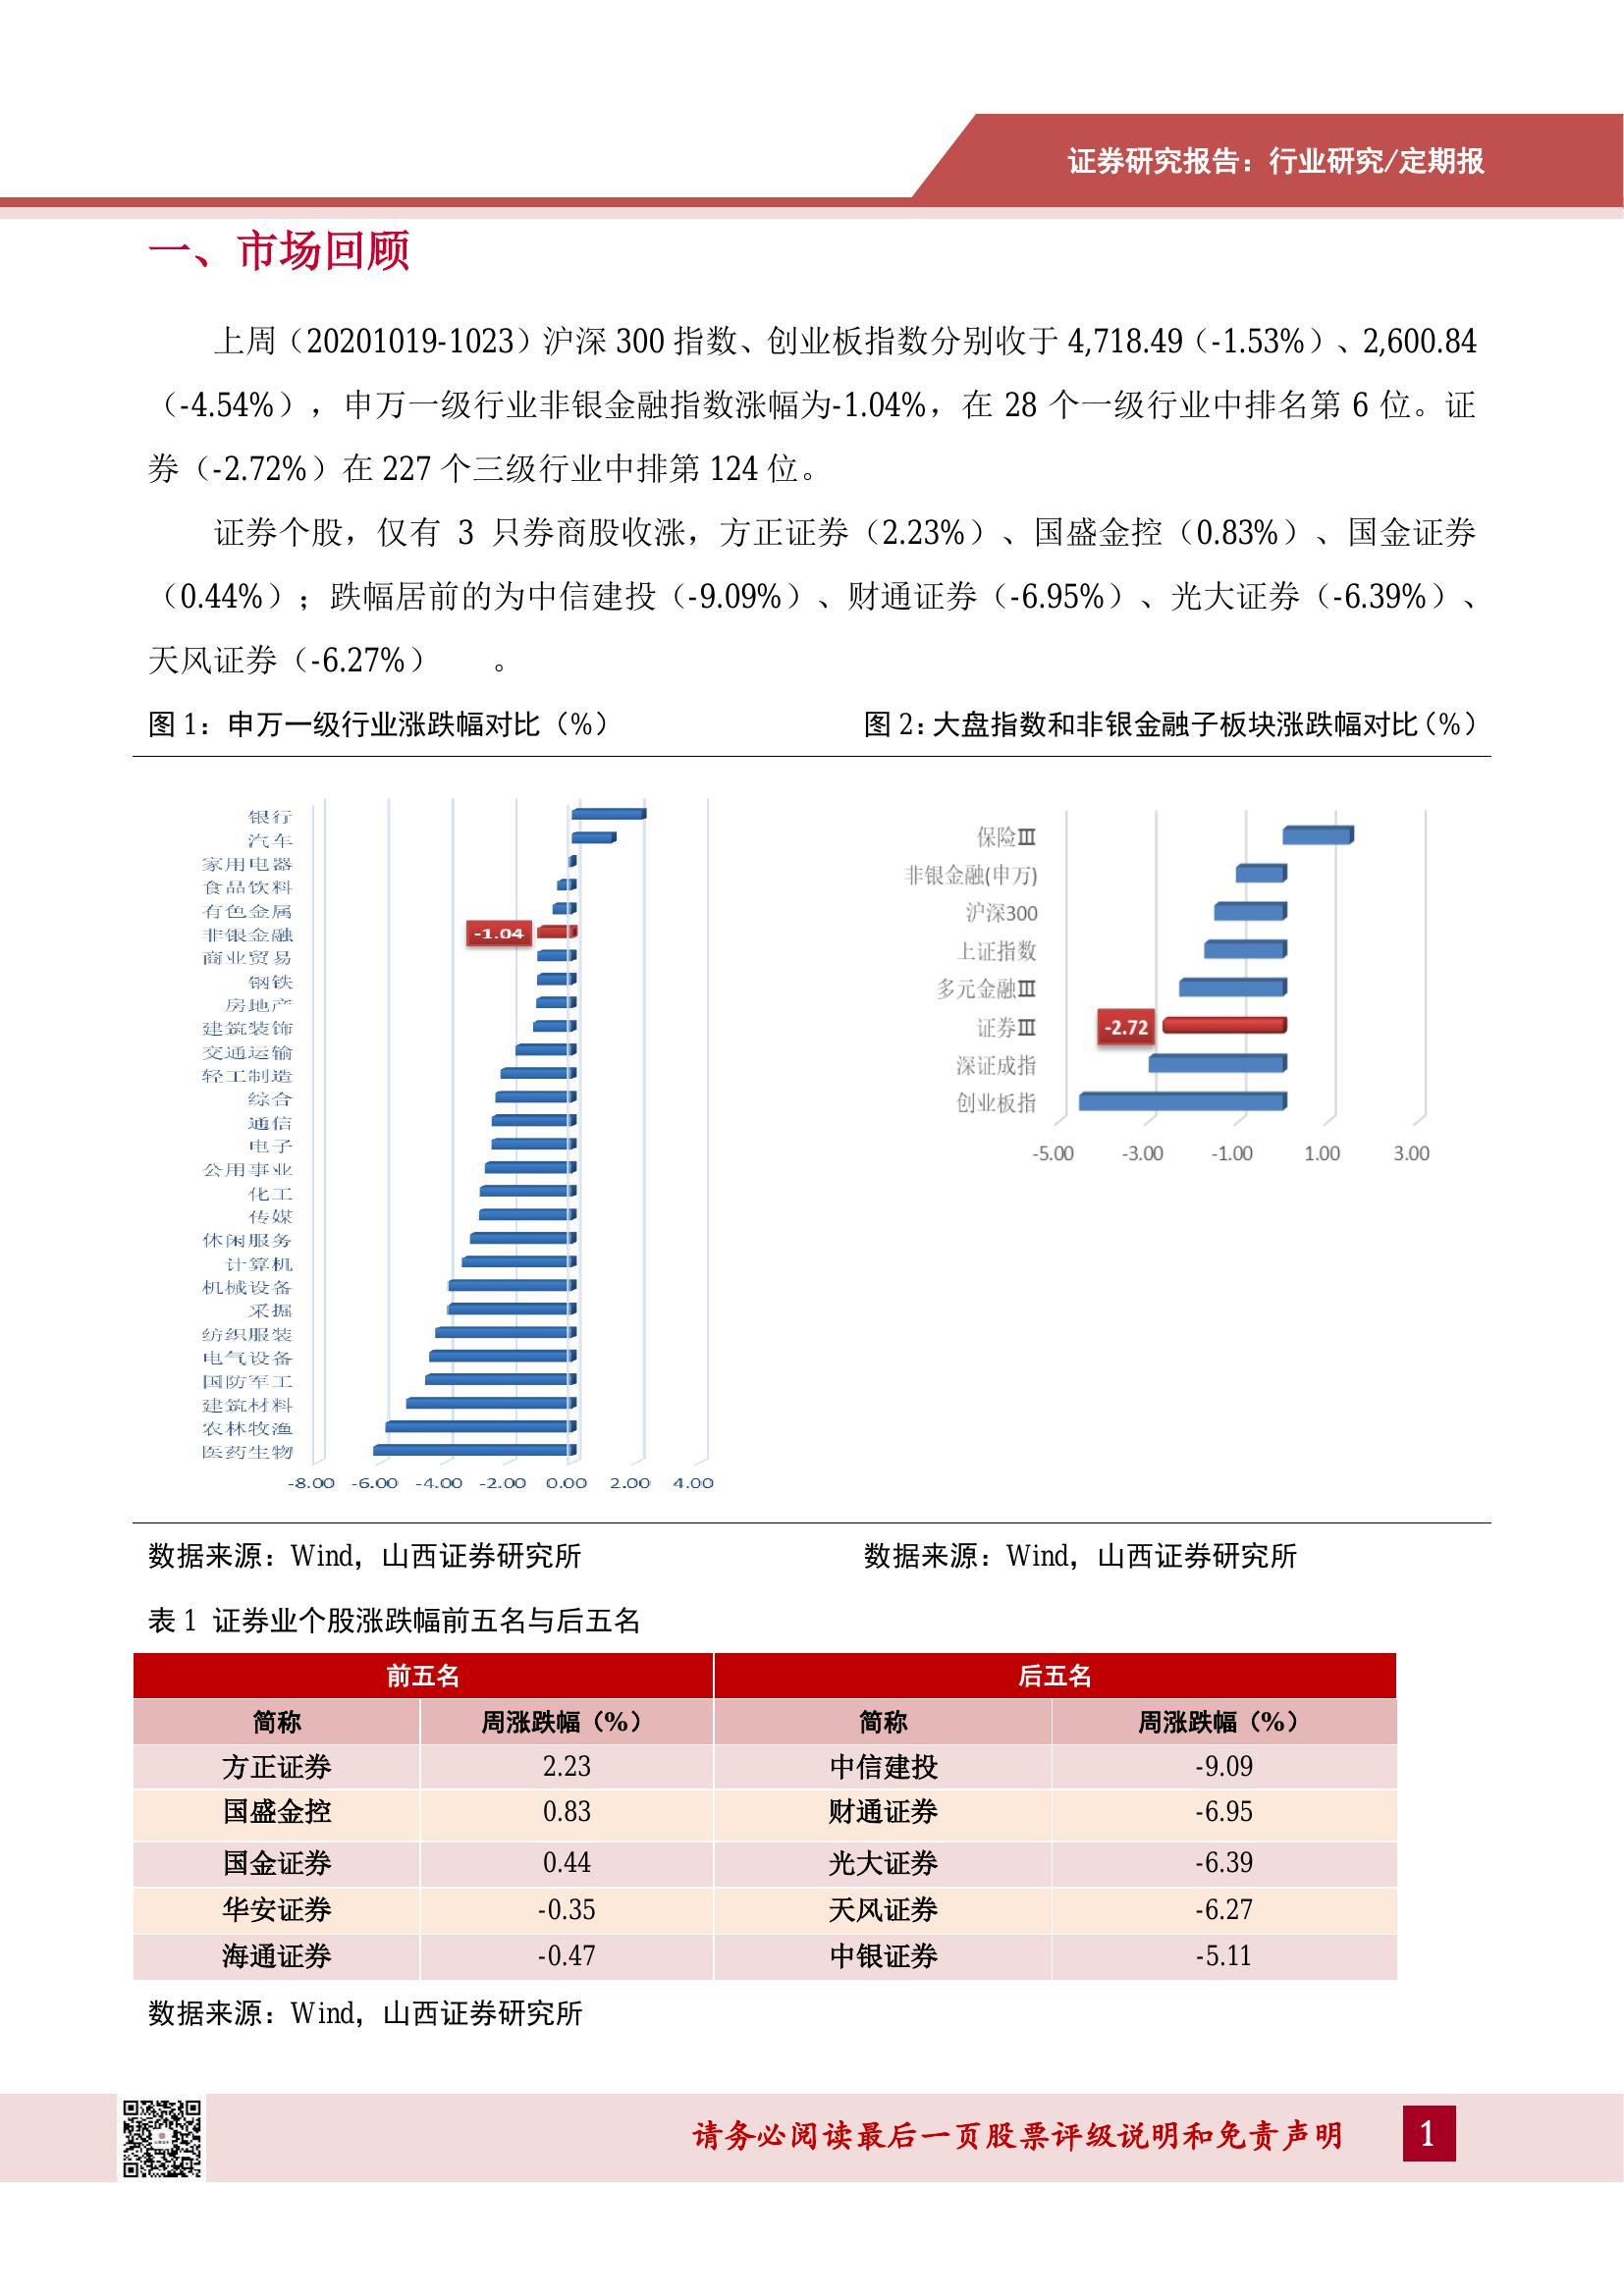 证券研究报告：行业研究/定期报
一、市场回顾
上周（20201019-1023）沪深 300 指数、创业板指数分别收于 4,718.49（-1.53%）、2,600.84
（-4.54%），申万一级行业非银金融指数涨幅为-1.04%，在 28 个一级行业中排名第 6 位。证
券（-2.72%）在 227 个三级行业中排第 124 位。
证券个股，仅有 3 只券商股收涨，方正证券（2.23%）、国盛金控（0.83%）、国金证券
（0.44%）；跌幅居前的为中信建投（-9.09%）、财通证券（-6.95%）、光大证券（-6.39%）、
天风证券（-6.27%） 。
图 1：申万一级行业涨跌幅对比（%）
银行
汽车
家用电器
食品饮料
有色金属
非银金融
-1.04
商业贸易
钢铁
房地产
建筑装饰
交通运输
轻工制造
综合
通信
电子
公用事业
化工
传媒
休闲服务
计算机
机械设备
采掘
纺织服装
电气设备
国防军工
建筑材料
农林牧渔
医药生物
-8.00 -6.00 -4.00 -2.00 0.00 2.00 4.00
数据来源：Wind，山西证券研究所
图 2：大盘指数和非银金融子板块涨跌幅对比（%）
保险Ⅲ
非银金融(申万)
沪深300
上证指数
多元金融Ⅲ
证券Ⅲ
-2.72
深证成指
创业板指
-5.00 -3.00 -1.00 1.00 3.00
数据来源：Wind，山西证券研究所
表 1 证券业个股涨跌幅前五名与后五名
前五名 后五名
简称 周涨跌幅（%） 简称 周涨跌幅（%）
方正证券 2.23 中信建投 -9.09
国盛金控 0.83 财通证券 -6.95
国金证券 0.44 光大证券 -6.39
华安证券 -0.35 天风证券 -6.27
海通证券 -0.47 中银证券 -5.11
数据来源：Wind，山西证券研究所
请务必阅读最后一页股票评级说明和免责声明 1